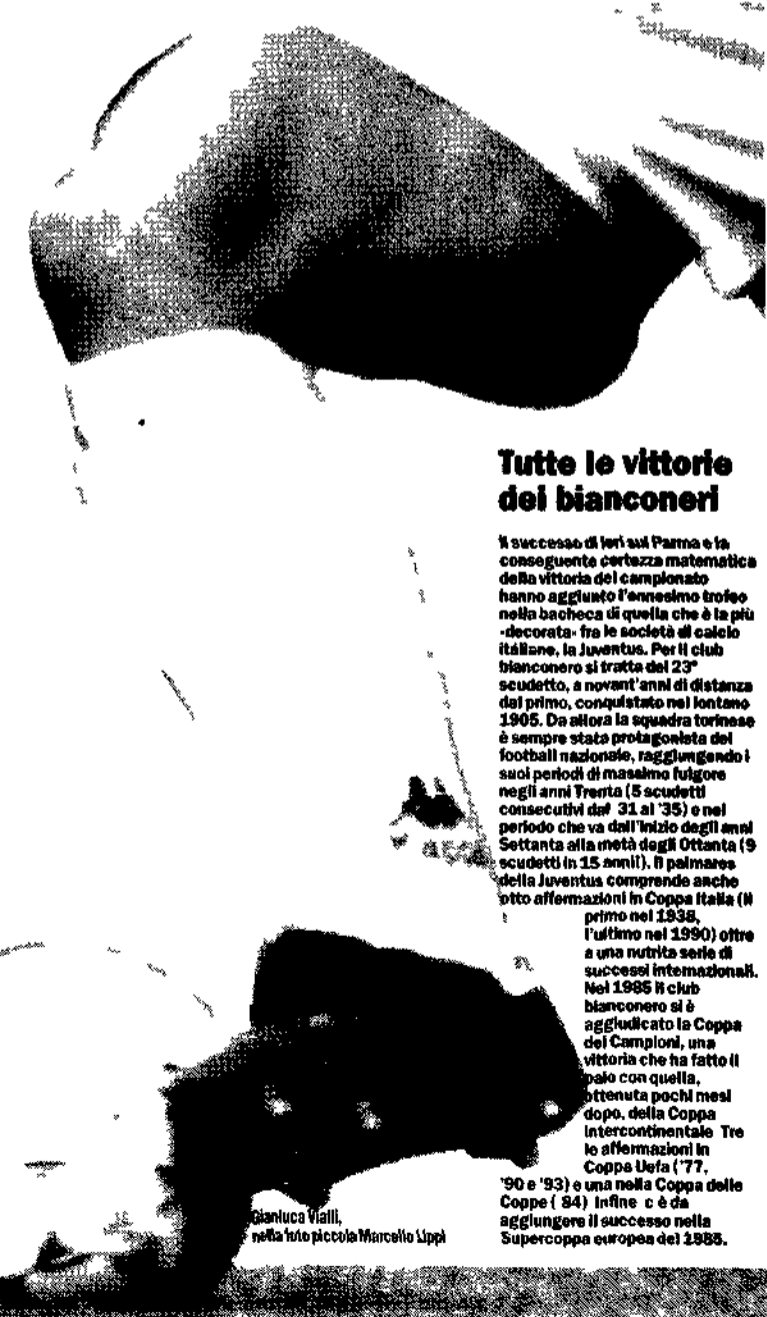 Tutte le vittorie
dei bianconeri
Il successo di ieri sul Parma e la
conseguente certezza matematica
della vittoria del campionato
hanno aggiunto l'ennesimo trofeo
nella bacheca di quella che è la più
«decorata» fra le società di calcio
italiane, la Juventus. Per il club
bianconero si tratta del 23°
scudetto, a novant'anni di distanza
dal primo, conquistato nel lontano
1905. Da allora la squadra torinese
è sempre stata protagonista del
football nazionale, raggiungendo i
suoi periodi di massimo fulgore
negli anni Trenta (5 scudetti
consecutivi dal 31 al '35) e nel
periodo che va dall'inizio degli anni
Settanta alla metà degli Ottanta (9
scudetti in 15 anni!). Il palmares
della Juventus comprende anche
otto affermazioni in Coppa Italia (il
primo nel 1938,
l'ultimo nel 1990) oltre
a una nutrita serie di
successi internazionali.
Nel 1985 il club
bianconero si è
aggiudicato la Coppa
dei Campioni, una
vittoria che ha fatto il
paio con quella,
ottenuta pochi mesi
dopo, della Coppa
Intercontinentale Tre
le affermazioni in
Coppa Uefa ('77,
'90 e '93) e una nella Coppa delle
Coppe ( 84) Infine c è da
aggiungere il successo nella
Supercoppa europea del 1985.
Gianluca Vialli,
nella foto piccola Marcello Lippi